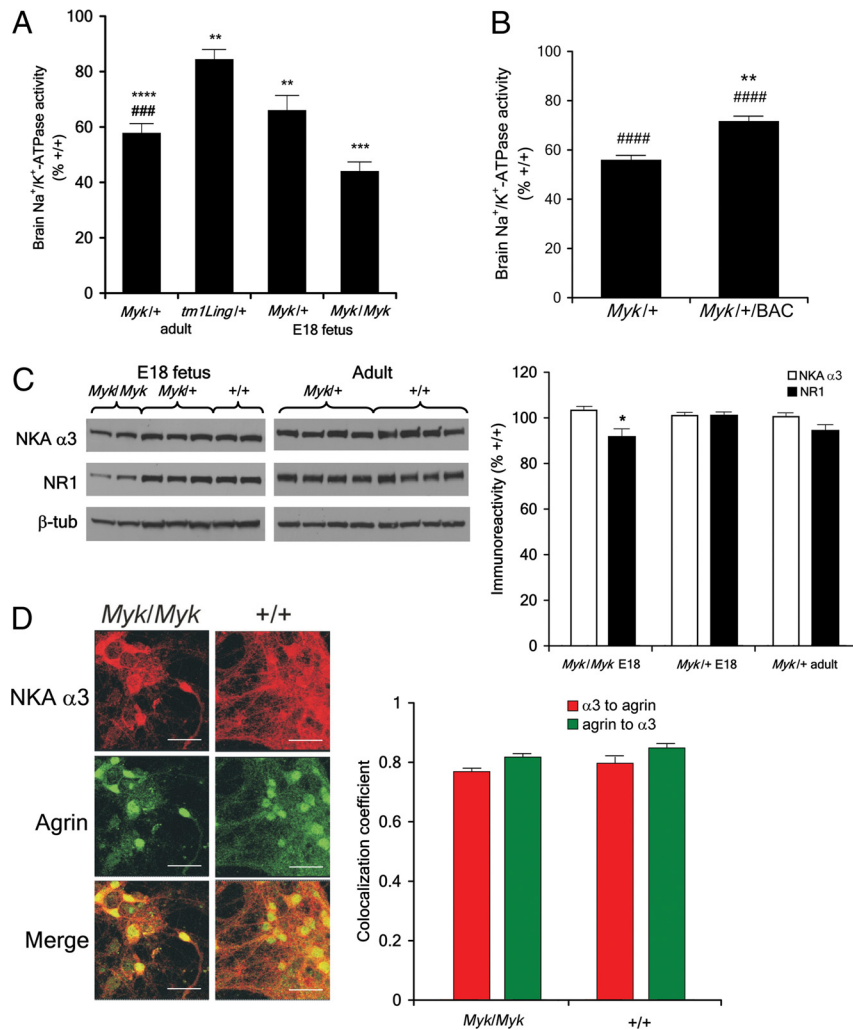 A
Brain Na⁺/K⁺-ATPase activity
(% +/+)
100
80
60
40
20
0
****
###
**
**
***
Myk/+
tm1Ling/+
Myk/+
Myk/Myk
adult
E18 fetus
B
Brain Na⁺/K⁺-ATPase activity
(% +/+)
100
80
60
40
20
0
####
**
####
Myk/+
Myk/+/BAC
C
E18 fetus
Adult
Myk/Myk
Myk/+
+/+
Myk/+
+/+
NKA α3
NR1
β-tub
Immunoreactivity (% +/+)
120
100
80
60
40
20
0
NKA α3
NR1
*
Myk/Myk E18
Myk/+ E18
Myk/+ adult
D
Myk/Myk
+/+
NKA α3
Agrin
Merge
Colocalization coefficient
1
0.8
0.6
0.4
0.2
0
α3 to agrin
agrin to α3
Myk/Myk
+/+